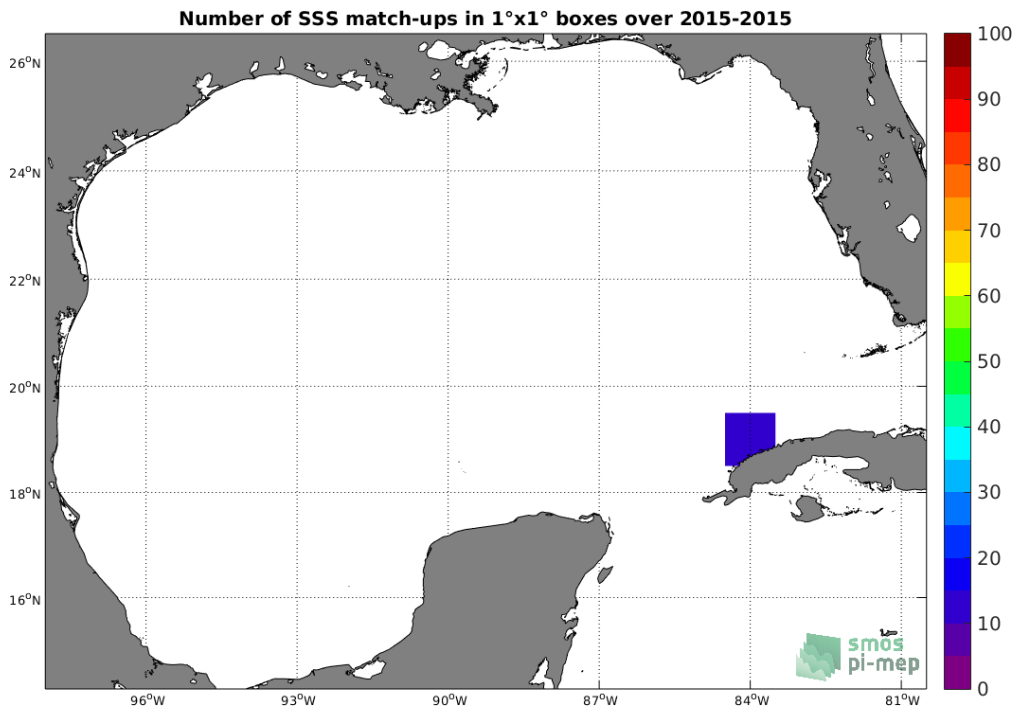 Number of SSS match-ups in 1°x1° boxes over 2015-2015
26°N
24°N
22°N
20°N
18°N
16°N
96°W
93°W
90°W
87°W
84°W
81°W
100
90
80
70
60
50
40
30
20
10
0
smos
pi-mep